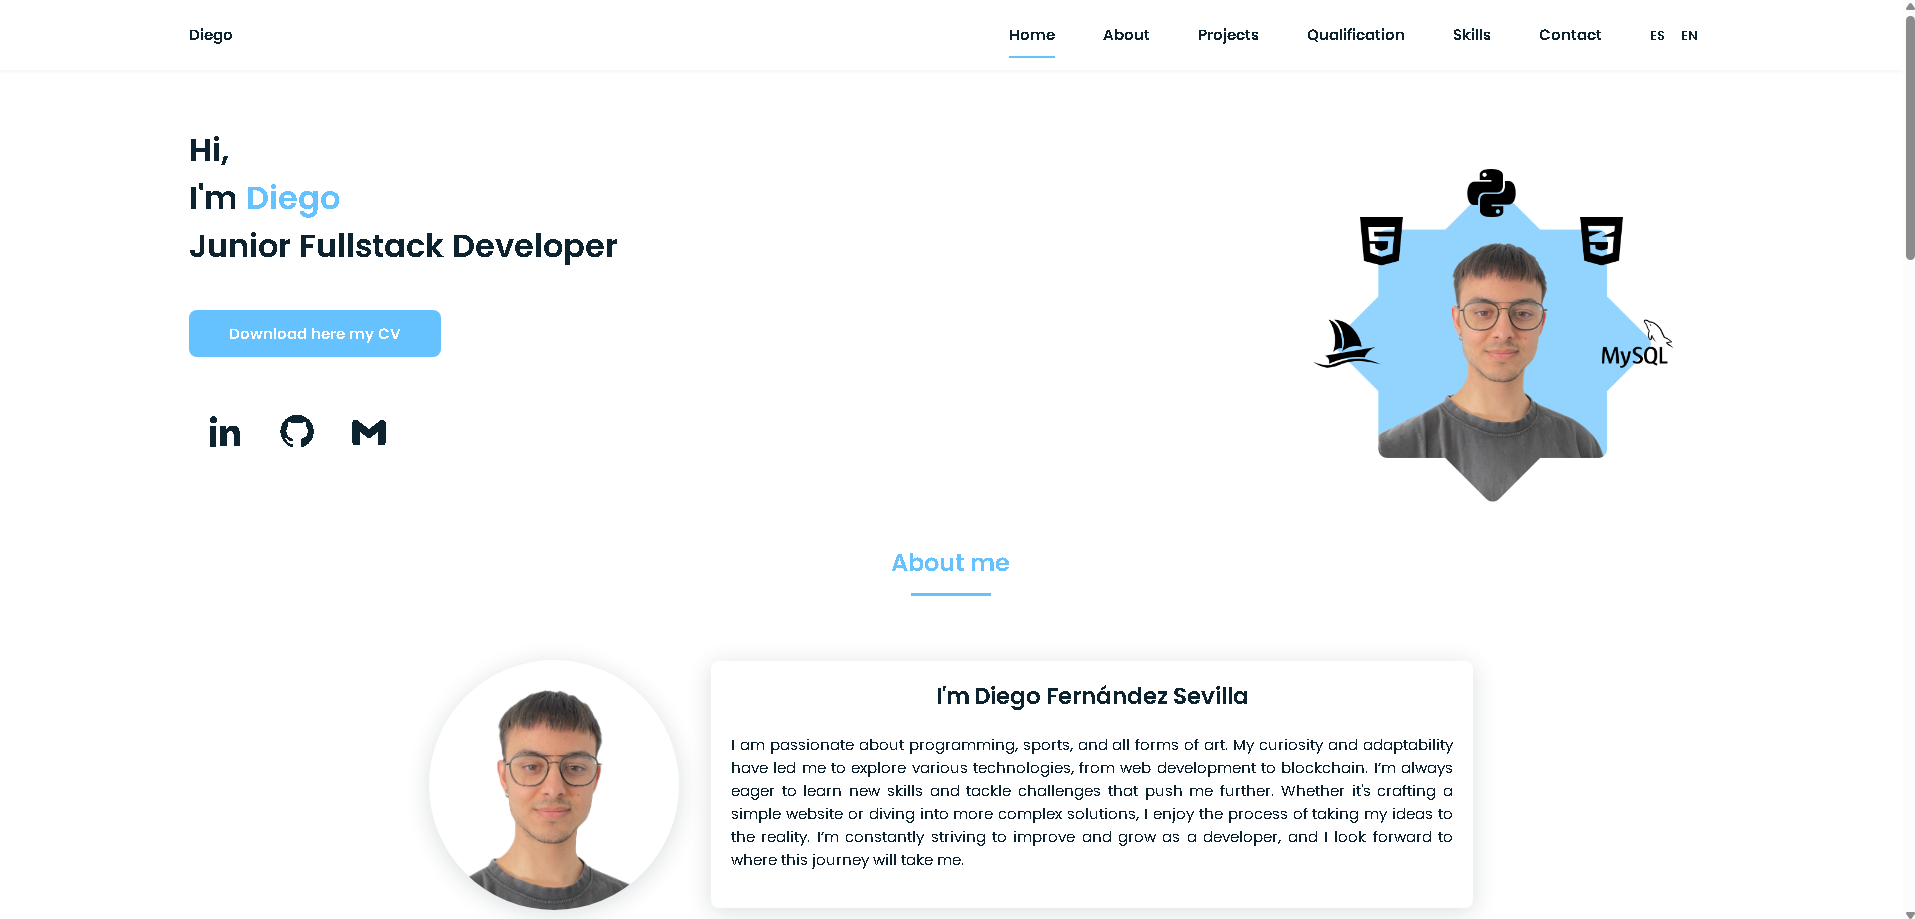 Diego
Home
About
Projects
Qualification
Skills
Contact
ES
EN
Hi,
I'm Diego
Junior Fullstack Developer
Download here my CV
in
MySQL
About me
I'm Diego Fernández Sevilla
I am passionate about programming, sports, and all forms of art. My curiosity and adaptability
have led me to explore various technologies, from web development to blockchain. I’m always
eager to learn new skills and tackle challenges that push me further. Whether it's crafting a
simple website or diving into more complex solutions, I enjoy the process of taking my ideas to
the reality. I’m constantly striving to improve and grow as a developer, and I look forward to
where this journey will take me.